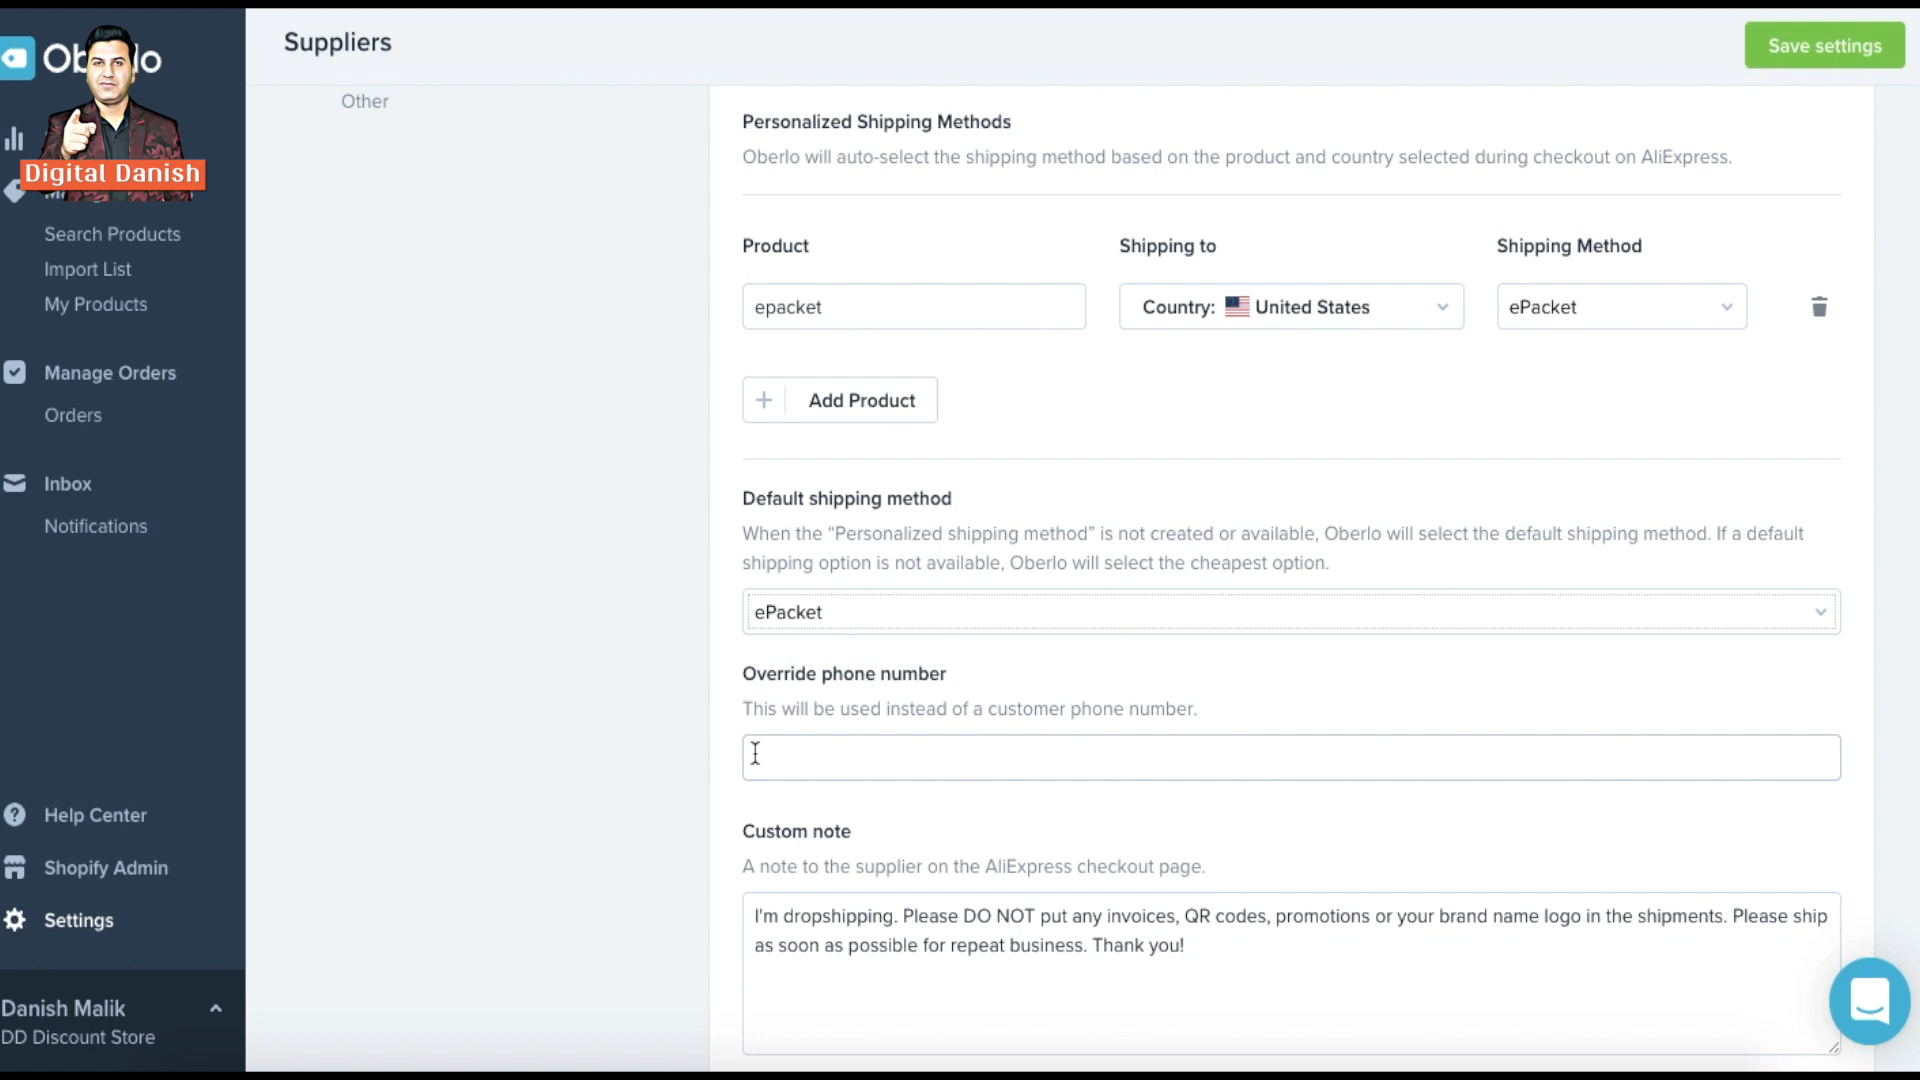 Suppliers
Save settings
Digital Danish
Search Products
Import List
My Products
Manage Orders
Orders
Inbox
Notifications
Help Center
Shopify Admin
Settings
Danish Malik
DD Discount Store
Other
Personalized Shipping Methods
Oberlo will auto-select the shipping method based on the product and country selected during checkout on AliExpress.
Product Shipping to Shipping Method
epacket Country: United States ePacket
+ Add Product
Default shipping method
When the “Personalized shipping method” is not created or available, Oberlo will select the default shipping method. If a default
shipping option is not available, Oberlo will select the cheapest option.
ePacket
Override phone number
This will be used instead of a customer phone number.
Custom note
A note to the supplier on the AliExpress checkout page.
I'm dropshipping. Please DO NOT put any invoices, QR codes, promotions or your brand name logo in the shipments. Please ship
as soon as possible for repeat business. Thank you!